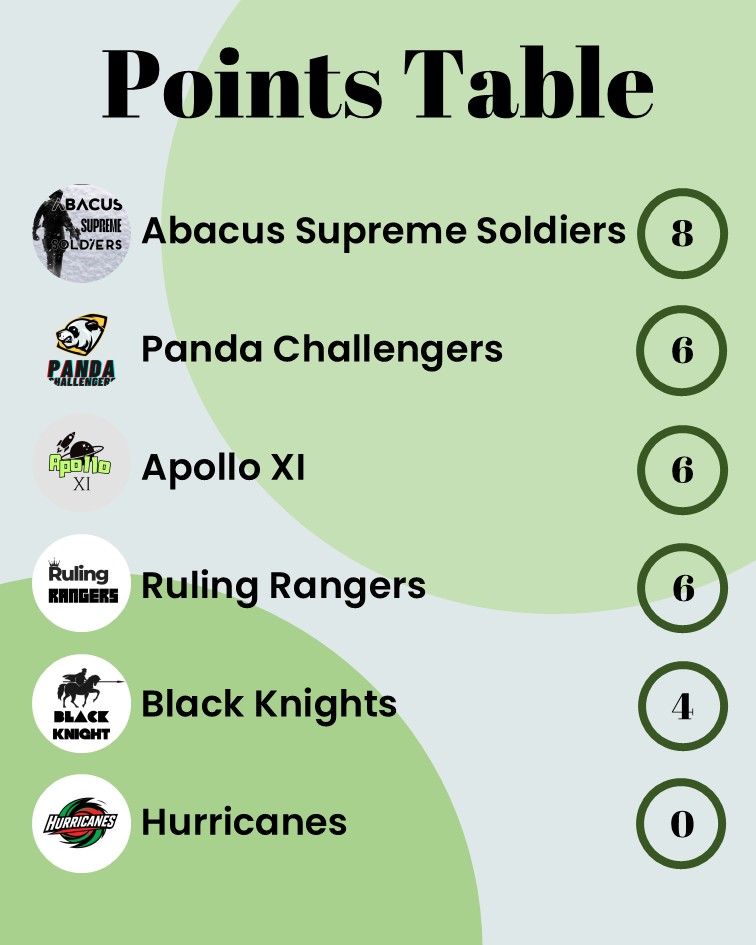 Points Table
ABACUS
SUPREME
SOLDIERS
Abacus Supreme Soldiers 8
PANDA
CHALLENGERS
Panda Challengers 6
Apollo
XI
Apollo XI 6
Ruling
RANGERS
Ruling Rangers 6
BLACK
KNIGHT
Black Knights 4
HURRICANES
Hurricanes 0